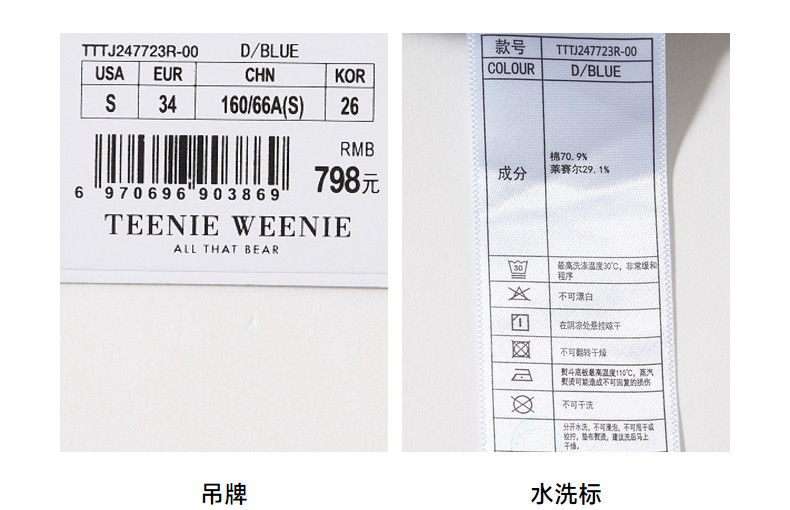 TTTJ247723R-00 D/BLUE
USA EUR CHN KOR
S 34 160/66A(S) 26
RMB
798元
6 970696 903869
TEENIE WEENIE
ALL THAT BEAR
吊牌
款号 TTTJ247723R-00
COLOUR D/BLUE
成分
棉70.9%
莱赛尔29.1%
30
最高洗涤温度30℃，非常缓和
程序
不可漂白
在阴凉处悬挂晾干
不可翻转干燥
熨斗底板最高温度110℃，蒸汽
熨烫可能造成不可回复的损伤
不可干洗
分开水洗，不可浸泡，不可甩干或
绞拧，垫布熨烫，建议洗后马上
干燥。
水洗标